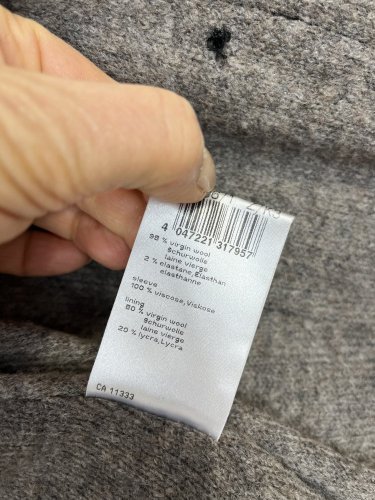 4 047221 317957
98 % virgin wool
Schurwolle
laine vierge
2 % elastane, Elasthan
elasthanne
sleeve
100 % viscose, Viskose
lining
80 % virgin wool
Schurwolle
laine vierge
20 % lycra, Lycra
CA 11333